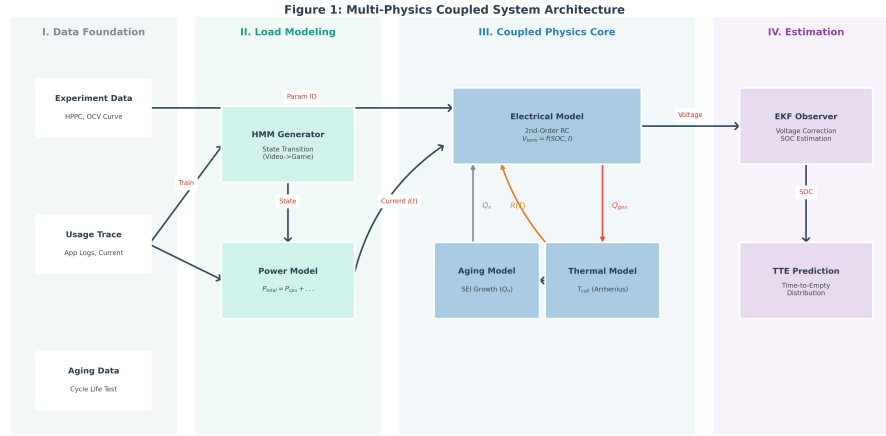 Figure 1: Multi-Physics Coupled System Architecture
I. Data Foundation
II. Load Modeling
III. Coupled Physics Core
IV. Estimation
Experiment Data
HPPC, OCV Curve
Param ID
HMM Generator
State Transition
(Video->Game)
Electrical Model
2nd-Order RC
V_term = f(SOC, I)
Voltage
EKF Observer
Voltage Correction
SOC Estimation
Train
State
Current I(t)
Q_n
R(T)
Q_gen
SOC
Usage Trace
App Logs, Current
Power Model
P_total = P_cpu + ...
Aging Model
SEI Growth (Q_n)
Thermal Model
T_cell (Arrhenius)
TTE Prediction
Time-to-Empty
Distribution
Aging Data
Cycle Life Test